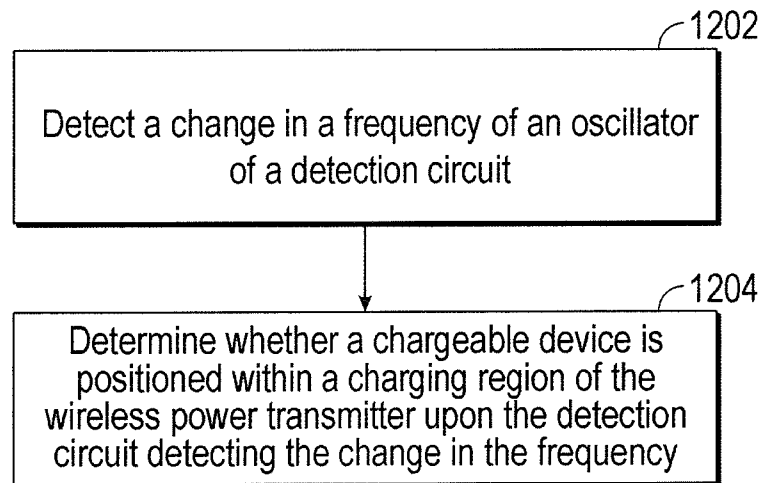 1202
Detect a change in a frequency of an oscillator
of a detection circuit
1204
Determine whether a chargeable device is
positioned within a charging region of the
wireless power transmitter upon the detection
circuit detecting the change in the frequency